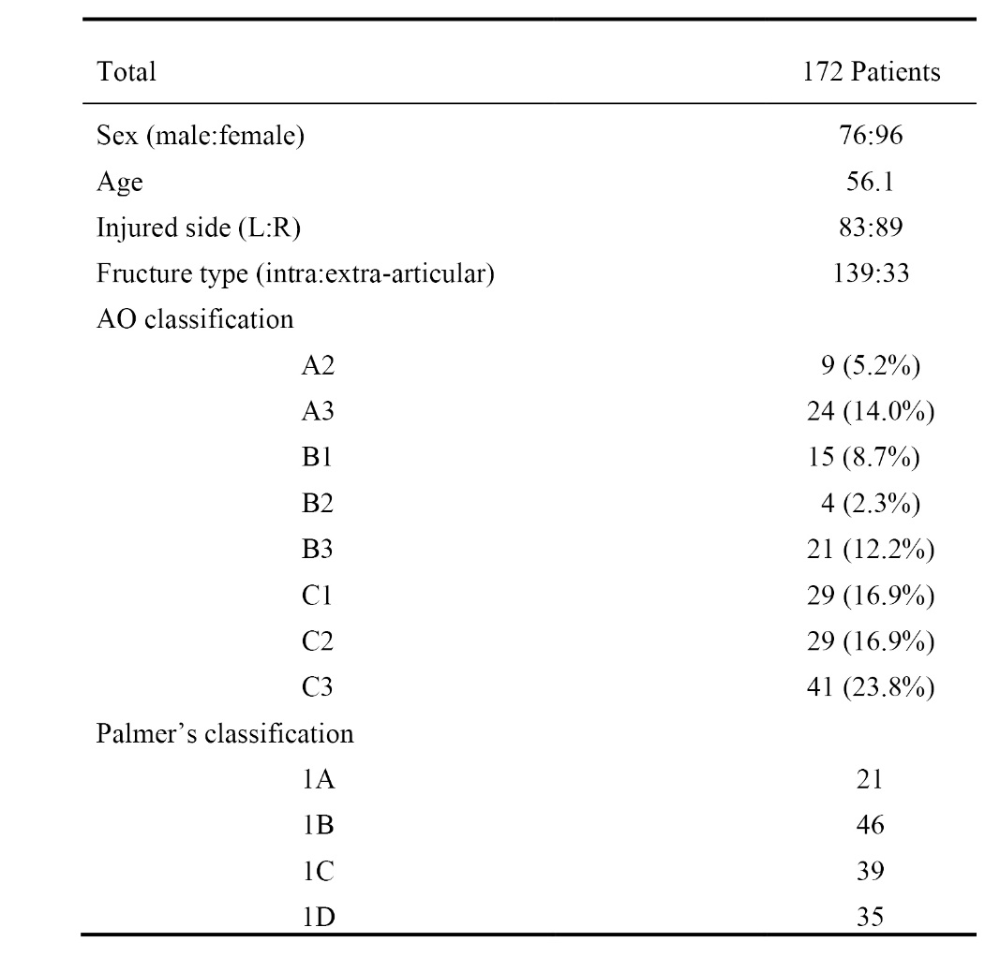 Total 172 Patients
Sex (male:female) 76:96
Age 56.1
Injured side (L:R) 83:89
Fructure type (intra:extra-articular) 139:33
AO classification
A2 9 (5.2%)
A3 24 (14.0%)
B1 15 (8.7%)
B2 4 (2.3%)
B3 21 (12.2%)
C1 29 (16.9%)
C2 29 (16.9%)
C3 41 (23.8%)
Palmer’s classification
1A 21
1B 46
1C 39
1D 35